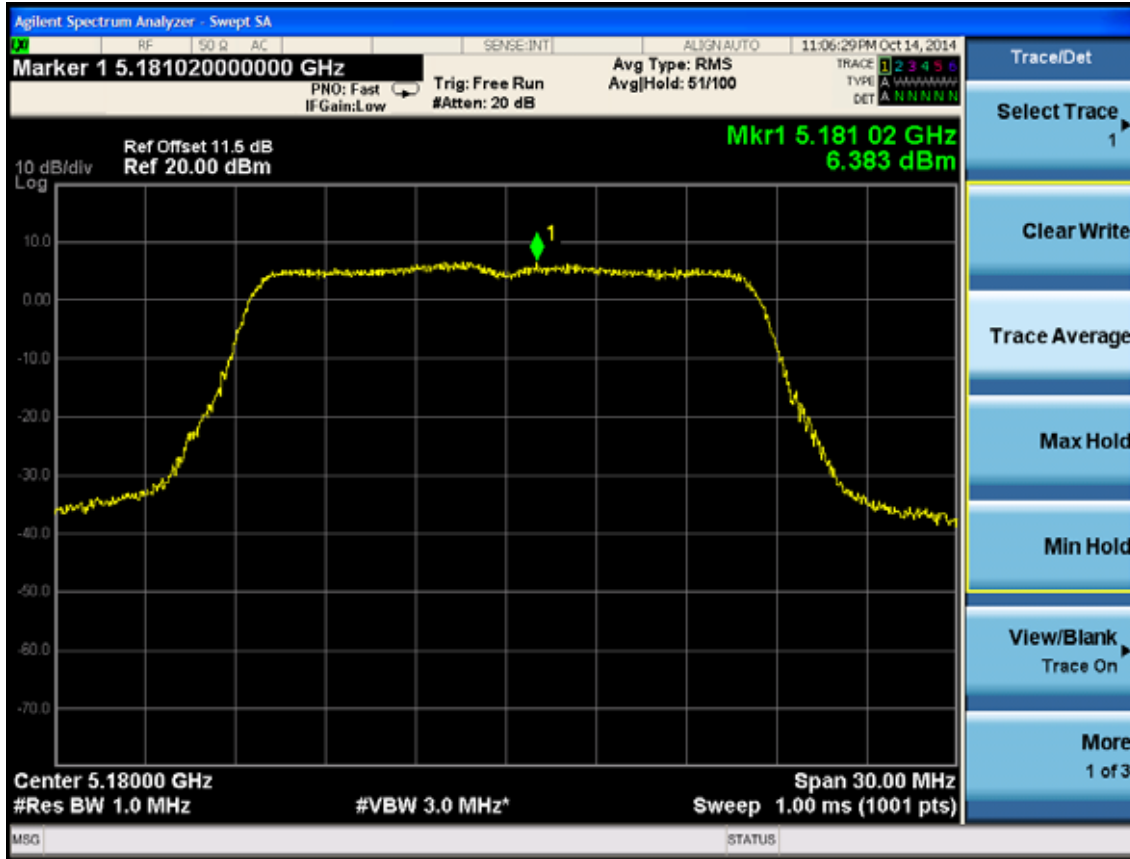 Agilent Spectrum Analyzer - Swept SA
LXI RF 50 Ω AC SENSE:INT ALIGN AUTO 11:06:29 PM Oct 14, 2014
Marker 1 5.181020000000 GHz
PNO: Fast
IFGain:Low
Trig: Free Run
#Atten: 20 dB
Avg Type: RMS
Avg|Hold: 51/100
TRACE 1 2 3 4 5 6
TYPE A WWWWW
DET A N N N N N
Trace/Det
Mkr1 5.181 02 GHz
6.383 dBm
Ref Offset 11.5 dB
10 dB/div Ref 20.00 dBm
Log
1
10.0
0.00
-10.0
-20.0
-30.0
-40.0
-50.0
-60.0
-70.0
Center 5.18000 GHz Span 30.00 MHz
#Res BW 1.0 MHz #VBW 3.0 MHz* Sweep 1.00 ms (1001 pts)
MSG STATUS
Select Trace
1
Clear Write
Trace Average
Max Hold
Min Hold
View/Blank
Trace On
More
1 of 3